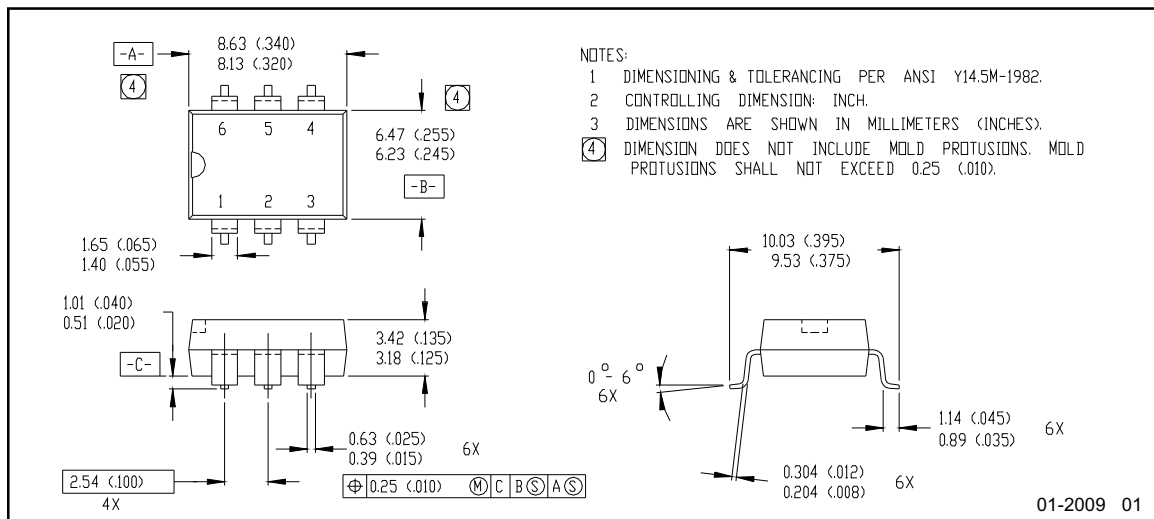 -A-
8.63 (.340)
8.13 (.320)
4
4
6 5 4
1 2 3
6.47 (.255)
6.23 (.245)
-B-
1.65 (.065)
1.40 (.055)
NOTES:
1 DIMENSIONING & TOLERANCING PER ANSI Y14.5M-1982.
2 CONTROLLING DIMENSION: INCH.
3 DIMENSIONS ARE SHOWN IN MILLIMETERS (INCHES).
4 DIMENSION DOES NOT INCLUDE MOLD PROTUSIONS. MOLD
PROTUSIONS SHALL NOT EXCEED 0.25 (.010).
1.01 (.040)
0.51 (.020)
-C-
3.42 (.135)
3.18 (.125)
0.63 (.025)
0.39 (.015)
6X
2.54 (.100)
4X
⌖ 0.25 (.010) Ⓜ C B Ⓢ A Ⓢ
10.03 (.395)
9.53 (.375)
0°- 6°
6X
1.14 (.045)
0.89 (.035)
6X
0.304 (.012)
0.204 (.008)
6X
01-2009 01